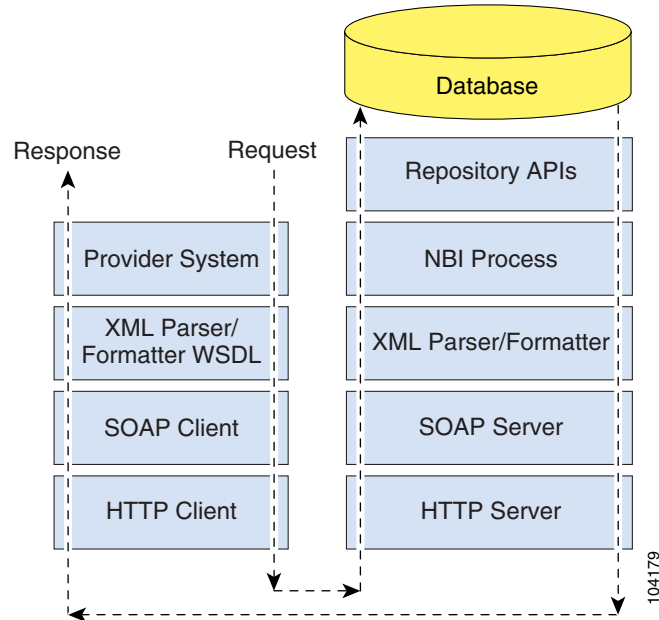 Database
Response
Request
Repository APIs
Provider System
NBI Process
XML Parser/
Formatter WSDL
XML Parser/Formatter
SOAP Client
SOAP Server
HTTP Client
HTTP Server
104179